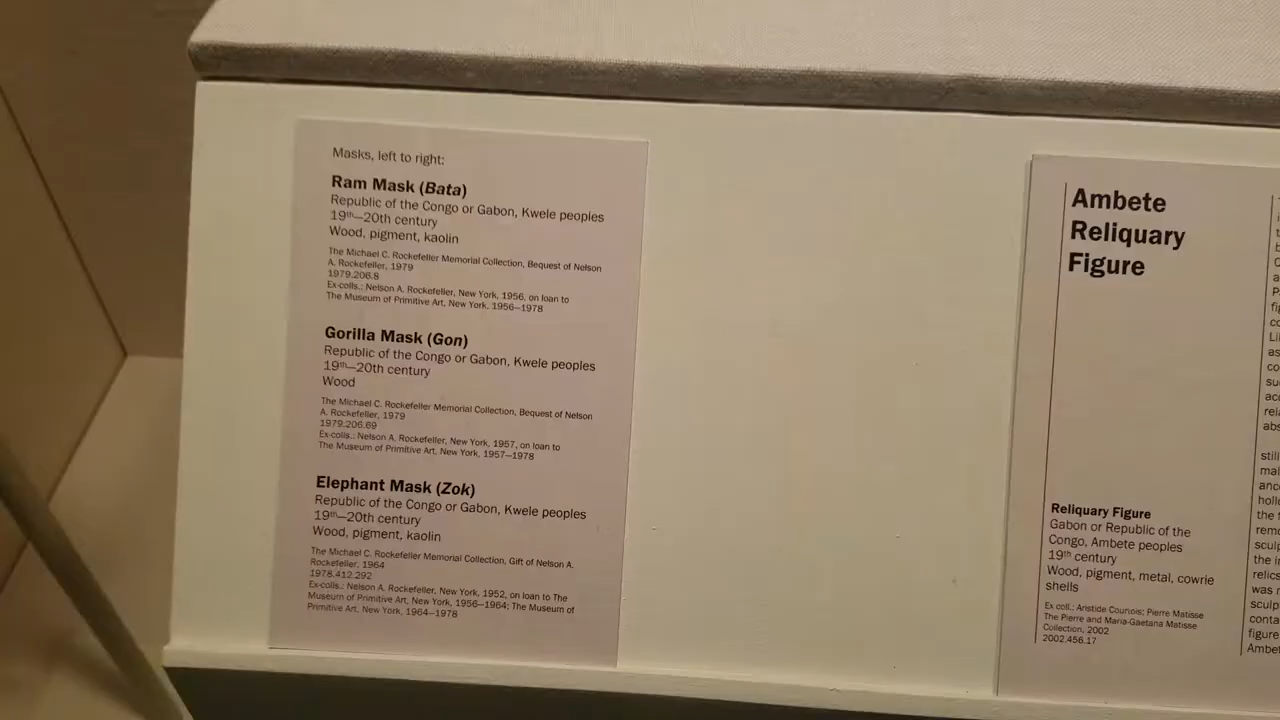 Masks, left to right:
Ram Mask (Bata)
Republic of the Congo or Gabon, Kwele peoples
19th—20th century
Wood, pigment, kaolin
The Michael C. Rockefeller Memorial Collection, Bequest of Nelson
A. Rockefeller, 1979
1979.206.8
Ex-colls.: Nelson A. Rockefeller, New York, 1956, on loan to
The Museum of Primitive Art, New York, 1956–1978
Gorilla Mask (Gon)
Republic of the Congo or Gabon, Kwele peoples
19th—20th century
Wood
The Michael C. Rockefeller Memorial Collection, Bequest of Nelson
A. Rockefeller, 1979
1979.206.69
Ex-colls.: Nelson A. Rockefeller, New York, 1957, on loan to
The Museum of Primitive Art, New York, 1957–1978
Elephant Mask (Zok)
Republic of the Congo or Gabon, Kwele peoples
19th—20th century
Wood, pigment, kaolin
The Michael C. Rockefeller Memorial Collection, Gift of Nelson A.
Rockefeller, 1964
1978.412.292
Ex-colls.: Nelson A. Rockefeller, New York, 1952, on loan to The
Museum of Primitive Art, New York, 1956–1964; The Museum of
Primitive Art, New York, 1964–1978
Ambete
Reliquary
Figure
Reliquary Figure
Gabon or Republic of the
Congo, Ambete peoples
19th century
Wood, pigment, metal, cowrie
shells
Ex coll.: Aristide Courtois; Pierre Matisse
The Pierre and Maria-Gaetana Matisse
Collection, 2002
2002.456.17